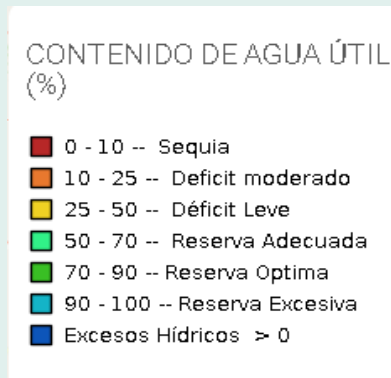 CONTENIDO DE AGUA ÚTIL
(%)
0 - 10 -- Sequia
10 - 25 -- Deficit moderado
25 - 50 -- Déficit Leve
50 - 70 -- Reserva Adecuada
70 - 90 -- Reserva Optima
90 - 100 -- Reserva Excesiva
Excesos Hídricos > 0